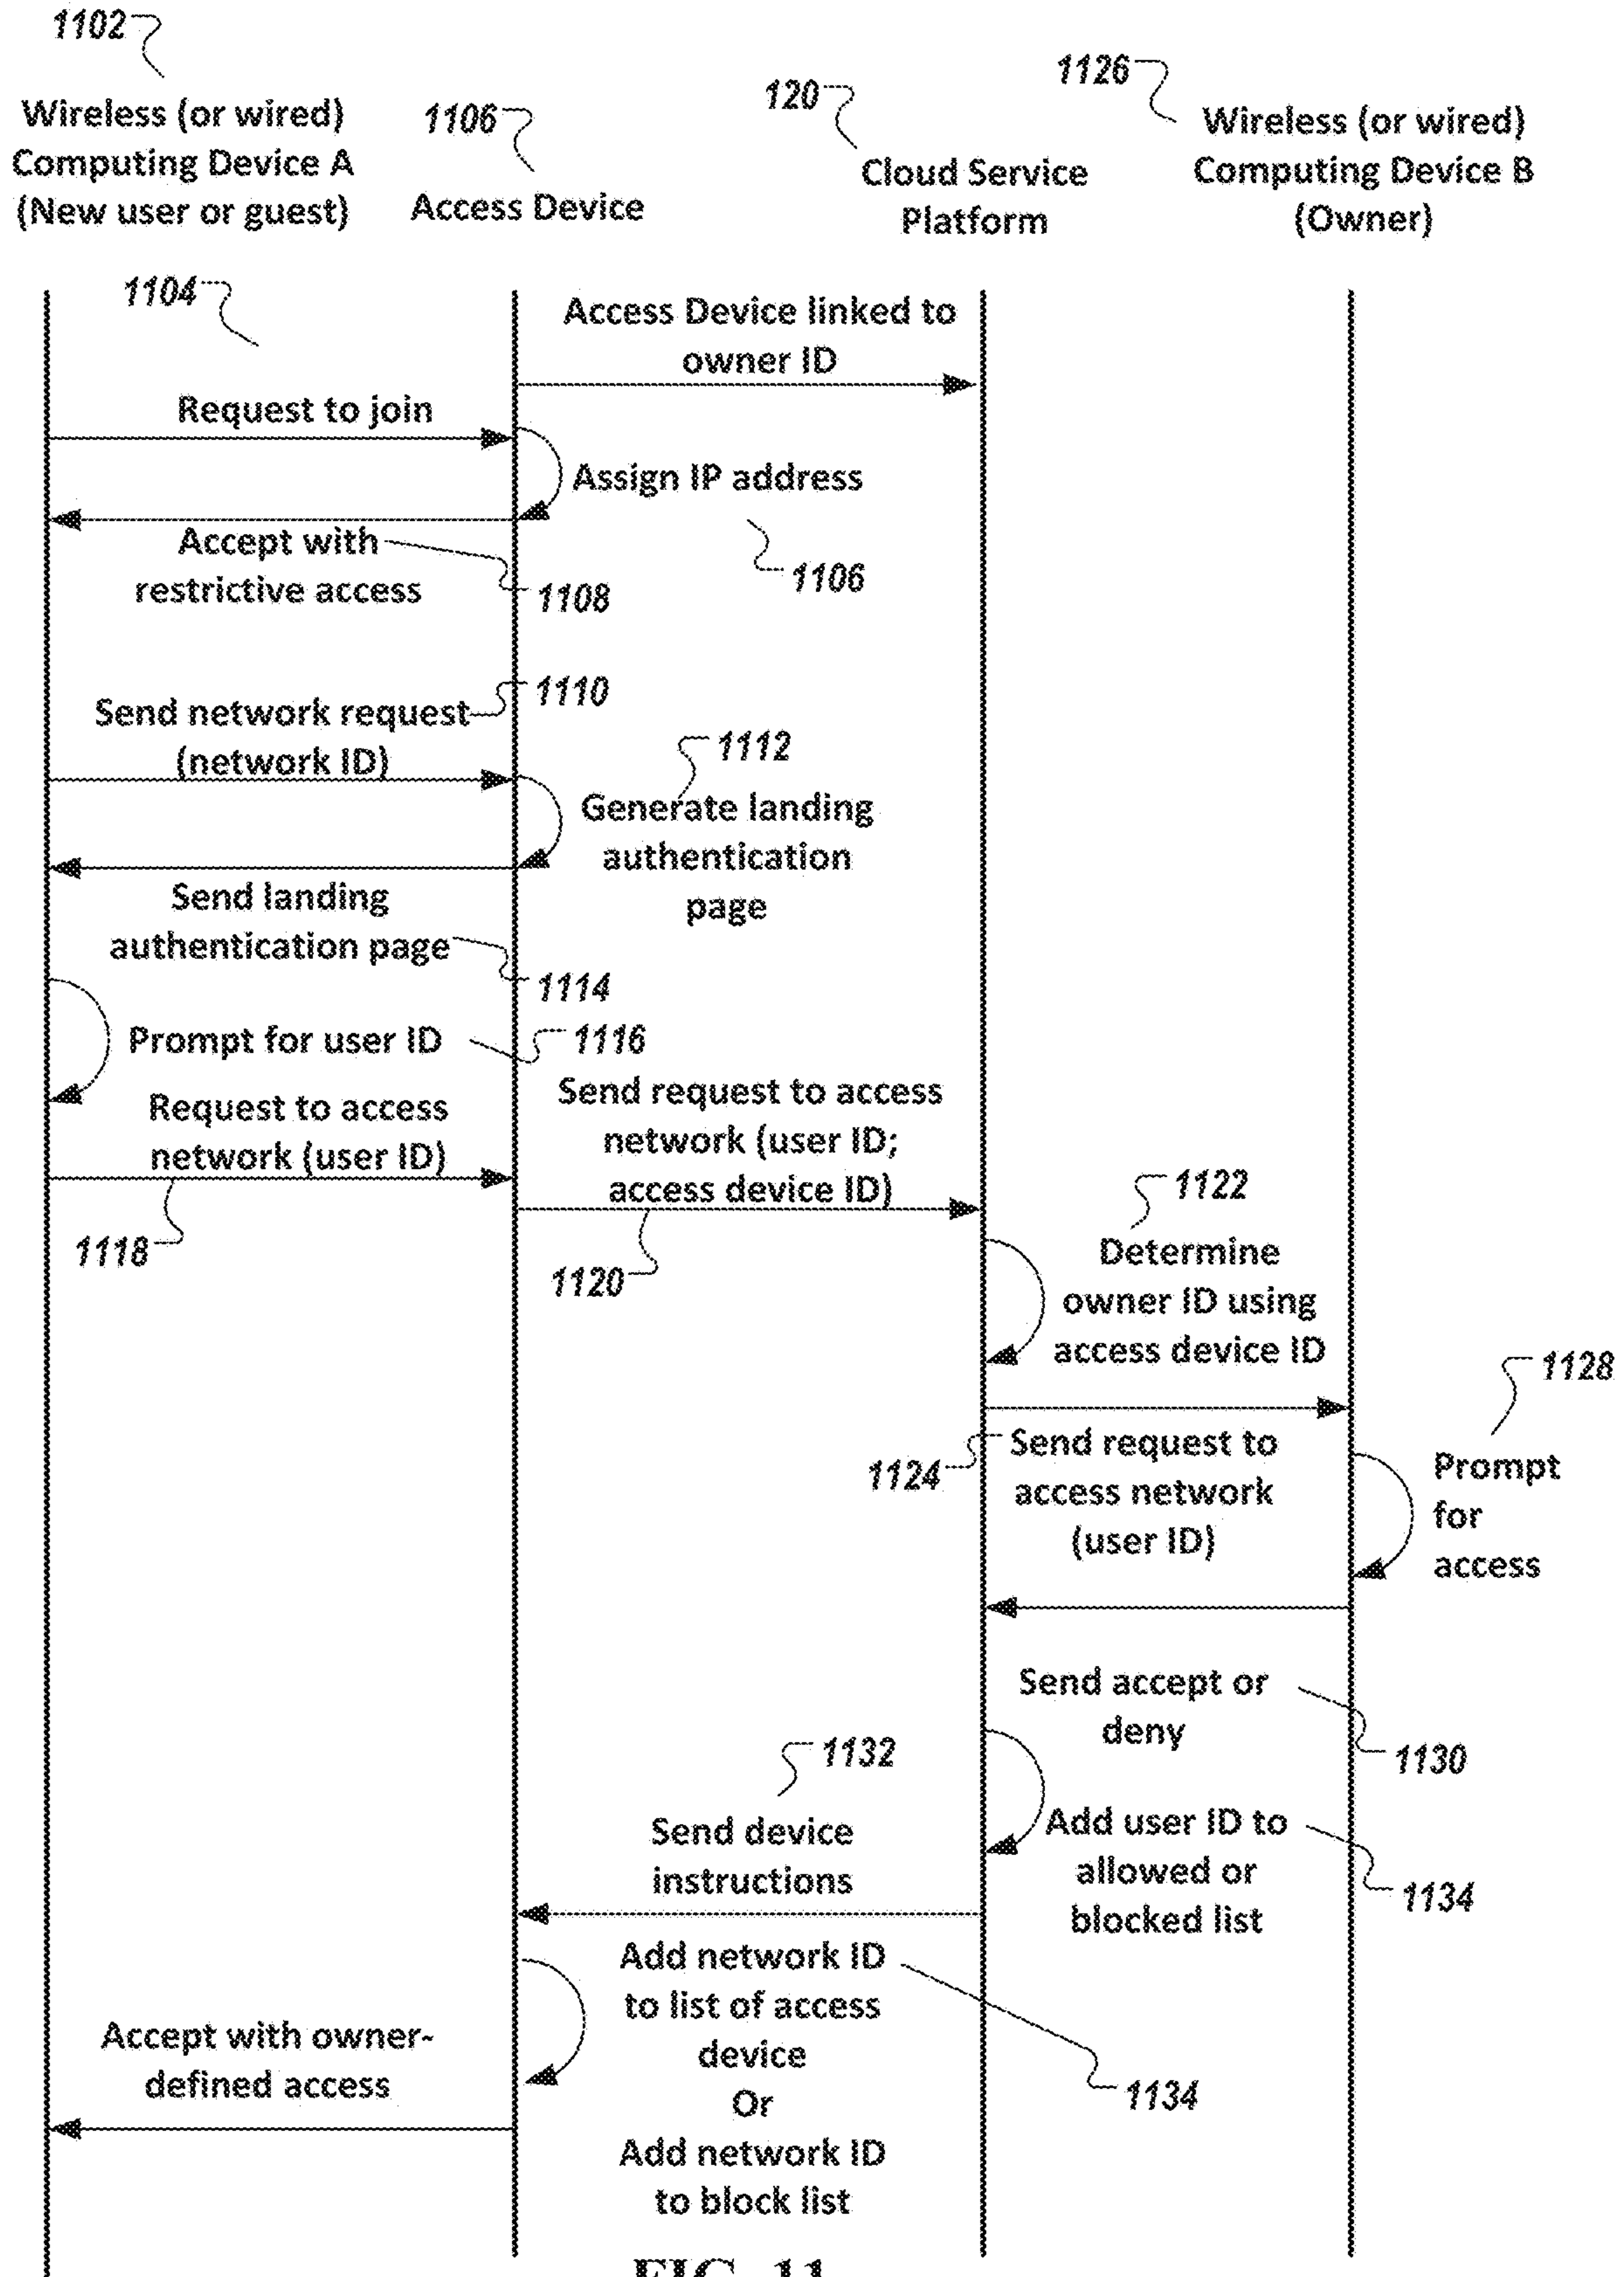 1102
Wireless (or wired)
Computing Device A
(New user or guest)
1106
Access Device
120
Cloud Service
Platform
1126
Wireless (or wired)
Computing Device B
(Owner)
1104
Access Device linked to
owner ID
Request to join
Assign IP address
1106
Accept with
restrictive access
1108
1110
Send network request
(network ID)
1112
Generate landing
authentication
page
Send landing
authentication page
1114
Prompt for user ID
1116
Request to access
network (user ID)
1118
Send request to access
network (user ID;
access device ID)
1120
1122
Determine
owner ID using
access device ID
1124
Send request to
access network
(user ID)
1128
Prompt
for
access
Send accept or
deny
1130
1132
Send device
instructions
Add user ID to
allowed or
blocked list
1134
Add network ID
to list of access
device
Or
Add network ID
to block list
1134
Accept with owner-
defined access
FIG. 11